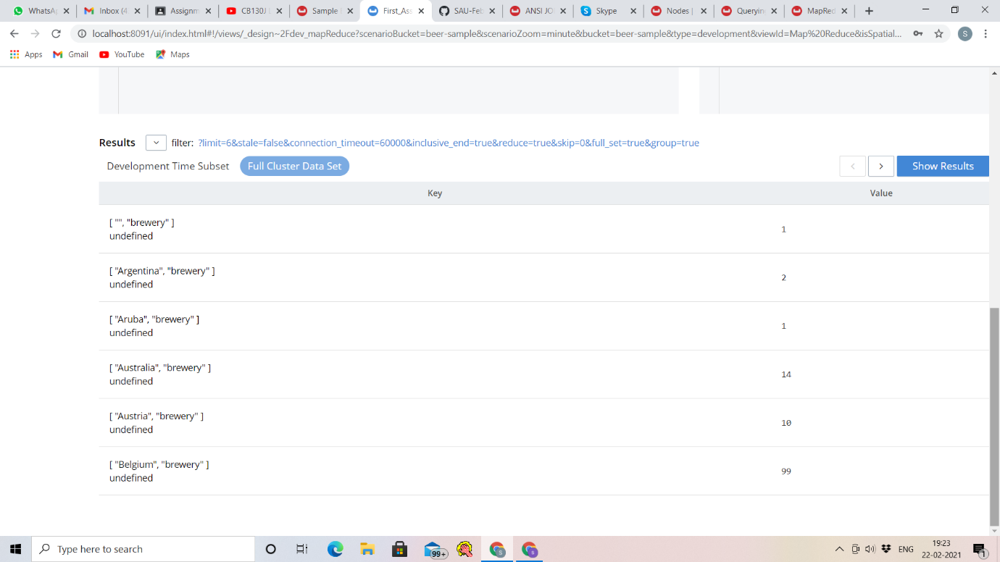 WhatsAp
Inbox (4
Assignm
CB130J
Sample
First_Ass
SAU-Feb
ANSI JO
Skype
Nodes |
Queryin
MapRed
localhost:8091/ui/index.html#!/views/_design~2Fdev_mapReduce?scenarioBucket=beer-sample&scenarioZoom=minute&bucket=beer-sample&type=development&viewId=Map%20Reduce&isSpatial...
S
Apps
Gmail
YouTube
Maps
Results
filter: ?limit=6&stale=false&connection_timeout=60000&inclusive_end=true&reduce=true&skip=0&full_set=true&group=true
Development Time Subset
Full Cluster Data Set
< > Show Results
Key Value
[ "", "brewery" ]
undefined
1
[ "Argentina", "brewery" ]
undefined
2
[ "Aruba", "brewery" ]
undefined
1
[ "Australia", "brewery" ]
undefined
14
[ "Austria", "brewery" ]
undefined
10
[ "Belgium", "brewery" ]
undefined
99
Type here to search
99+
S
s
ENG
19:23
22-02-2021
1